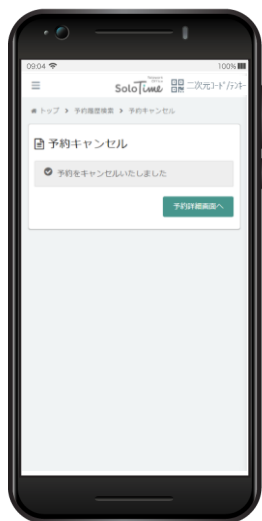 09:04 100%
Private Office
SoloTime 二次元コード/テンキー
トップ > 予約履歴検索 > 予約キャンセル
予約キャンセル
予約をキャンセルいたしました
予約詳細画面へ